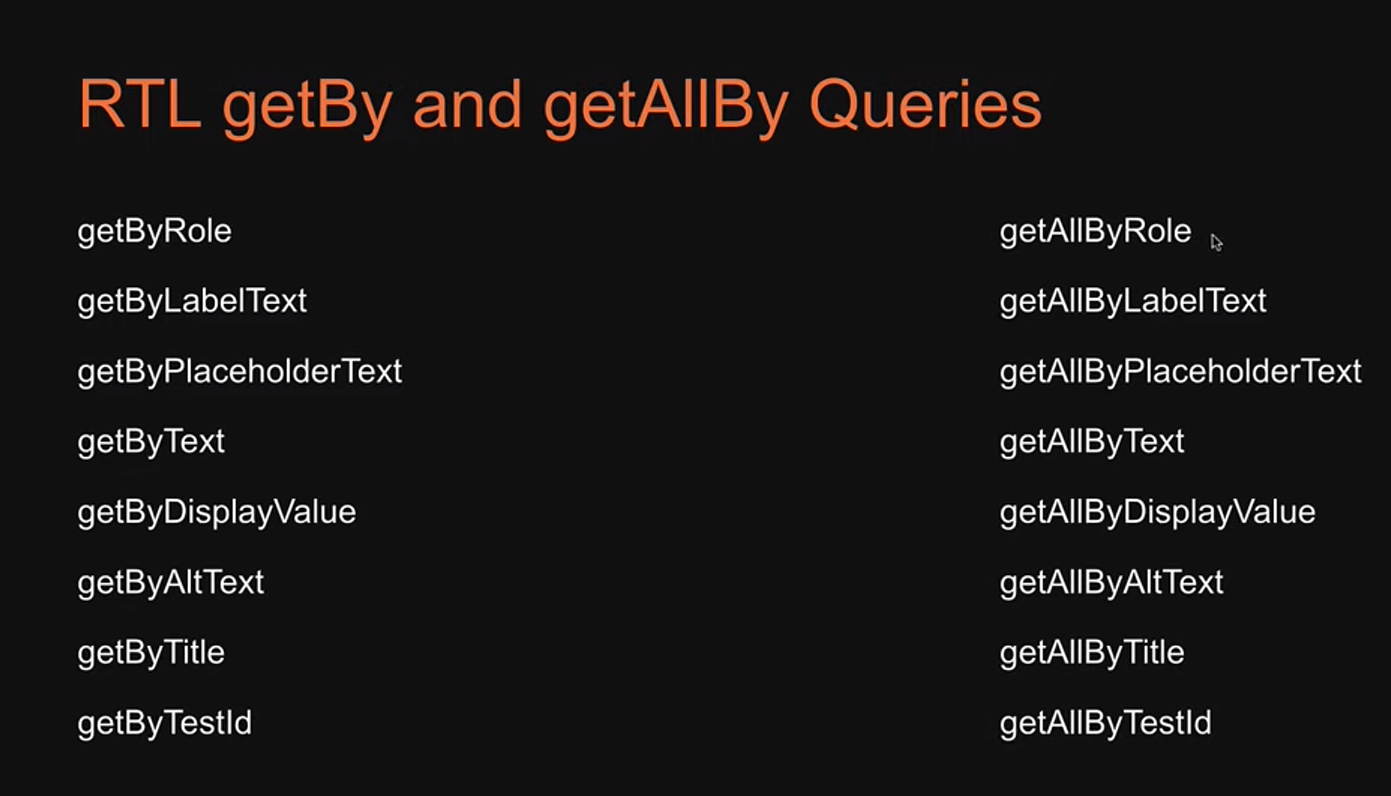 RTL getBy and getAllBy Queries
getByRole
getByLabelText
getByPlaceholderText
getByText
getByDisplayValue
getByAltText
getByTitle
getByTestId
getAllByRole
getAllByLabelText
getAllByPlaceholderText
getAllByText
getAllByDisplayValue
getAllByAltText
getAllByTitle
getAllByTestId